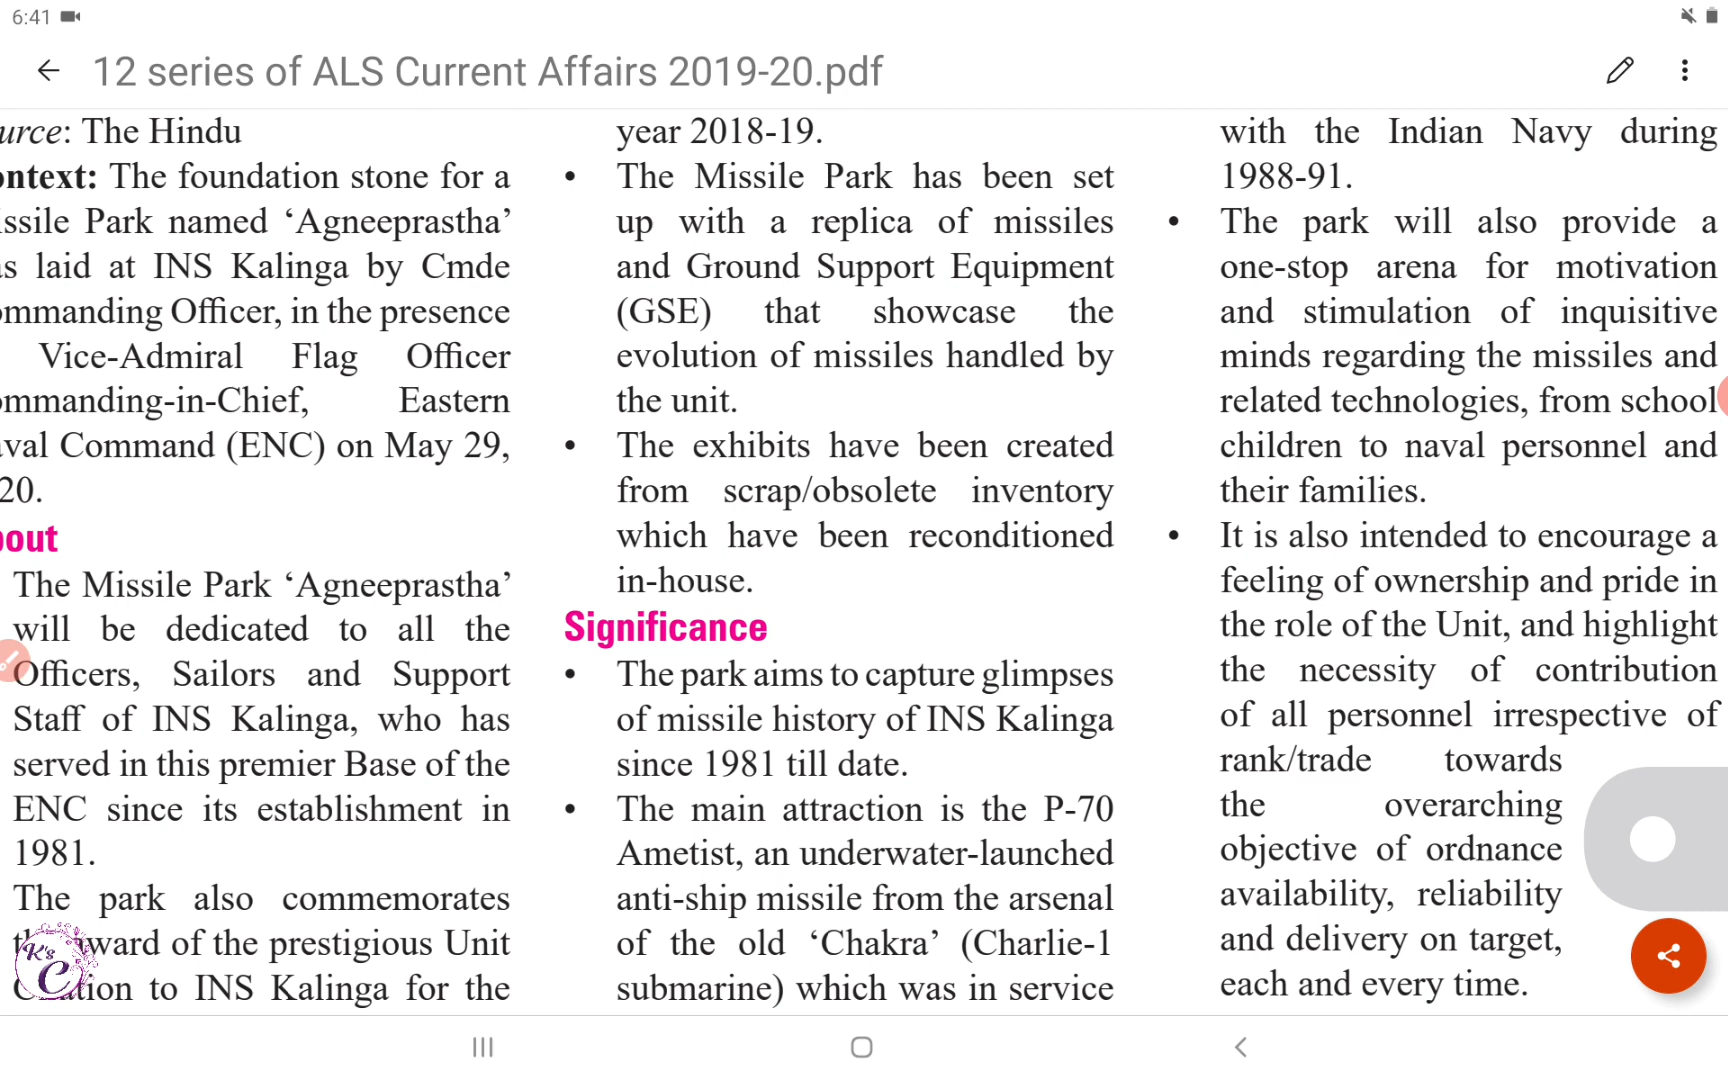 6:41
12 series of ALS Current Affairs 2019-20.pdf
urce: The Hindu
ontext: The foundation stone for a
issile Park named ‘Agneeprastha’
as laid at INS Kalinga by Cmde
ommanding Officer, in the presence
Vice-Admiral Flag Officer
ommanding-in-Chief, Eastern
aval Command (ENC) on May 29,
20.
bout
The Missile Park ‘Agneeprastha’
will be dedicated to all the
Officers, Sailors and Support
Staff of INS Kalinga, who has
served in this premier Base of the
ENC since its establishment in
1981.
The park also commemorates
ward of the prestigious Unit
tion to INS Kalinga for the
K's
C
year 2018-19.
• The Missile Park has been set
up with a replica of missiles
and Ground Support Equipment
(GSE) that showcase the
evolution of missiles handled by
the unit.
• The exhibits have been created
from scrap/obsolete inventory
which have been reconditioned
in-house.
Significance
• The park aims to capture glimpses
of missile history of INS Kalinga
since 1981 till date.
• The main attraction is the P-70
Ametist, an underwater-launched
anti-ship missile from the arsenal
of the old ‘Chakra’ (Charlie-1
submarine) which was in service
with the Indian Navy during
1988-91.
• The park will also provide a
one-stop arena for motivation
and stimulation of inquisitive
minds regarding the missiles and
related technologies, from school
children to naval personnel and
their families.
• It is also intended to encourage a
feeling of ownership and pride in
the role of the Unit, and highlight
the necessity of contribution
of all personnel irrespective of
rank/trade towards
the overarching
objective of ordnance
availability, reliability
and delivery on target,
each and every time.